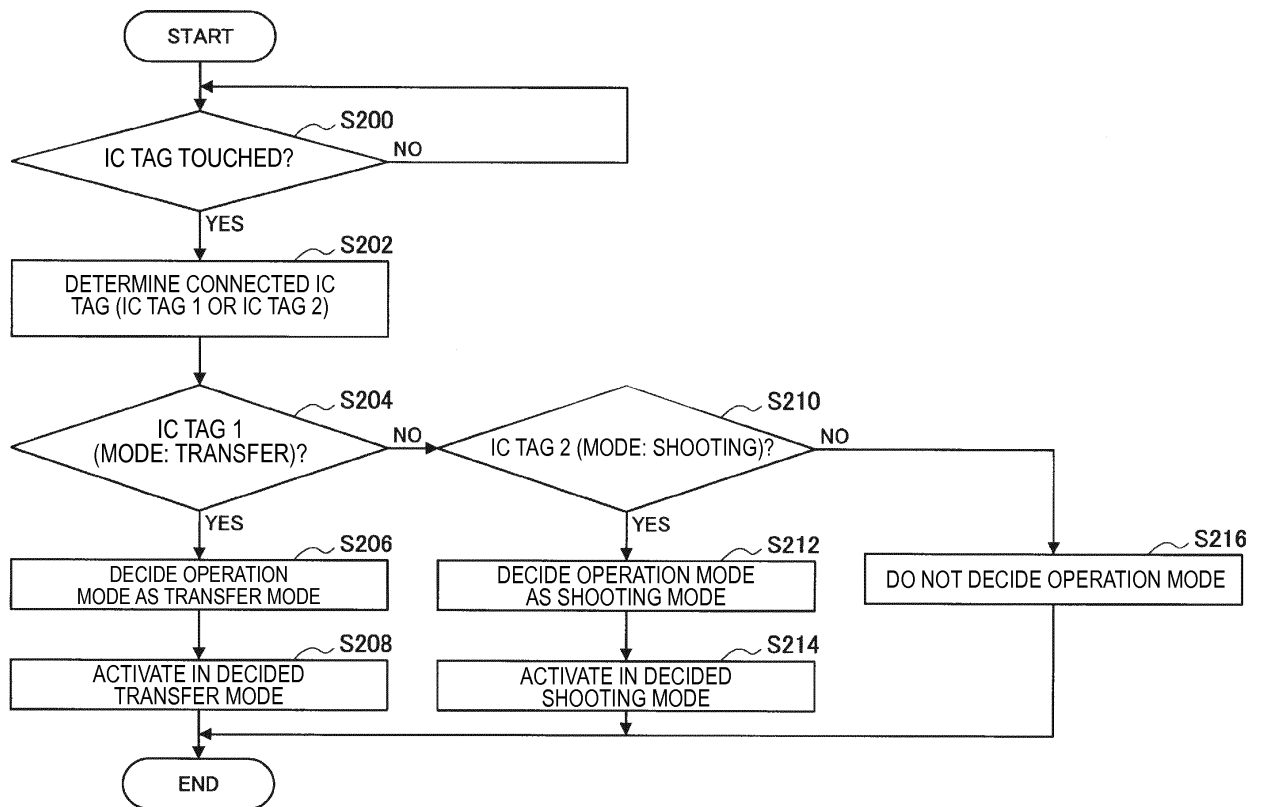 START
S200
IC TAG TOUCHED?
NO
YES
S202
DETERMINE CONNECTED IC
TAG (IC TAG 1 OR IC TAG 2)
S204
IC TAG 1
(MODE: TRANSFER)?
NO
YES
S210
IC TAG 2 (MODE: SHOOTING)?
NO
YES
S206
DECIDE OPERATION
MODE AS TRANSFER MODE
S212
DECIDE OPERATION MODE
AS SHOOTING MODE
S216
DO NOT DECIDE OPERATION MODE
S208
ACTIVATE IN DECIDED
TRANSFER MODE
S214
ACTIVATE IN DECIDED
SHOOTING MODE
END